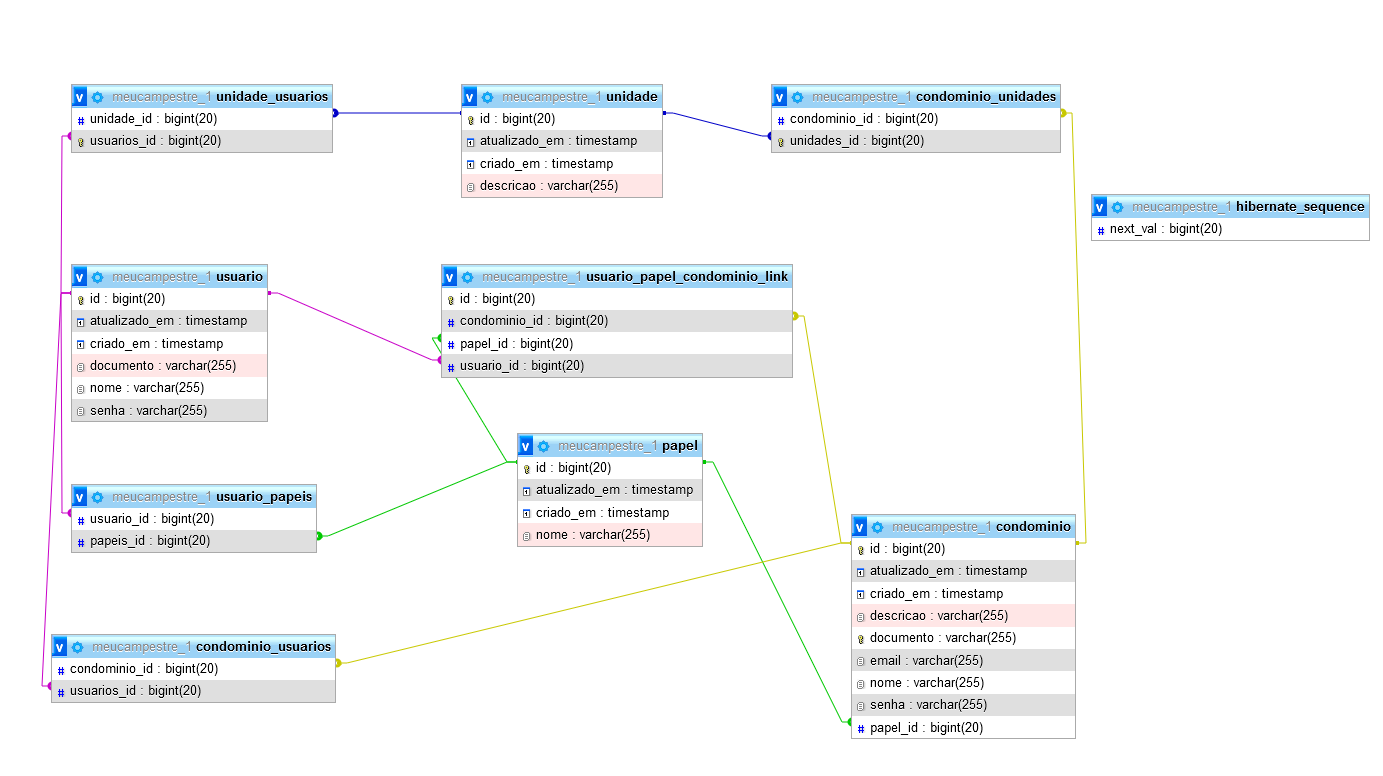 v meucampestre_1 unidade_usuarios
# unidade_id : bigint(20)
usuarios_id : bigint(20)
v meucampestre_1 unidade
id : bigint(20)
atualizado_em : timestamp
criado_em : timestamp
descricao : varchar(255)
v meucampestre_1 condominio_unidades
# condominio_id : bigint(20)
unidades_id : bigint(20)
v meucampestre_1 hibernate_sequence
# next_val : bigint(20)
v meucampestre_1 usuario
id : bigint(20)
atualizado_em : timestamp
criado_em : timestamp
documento : varchar(255)
nome : varchar(255)
senha : varchar(255)
v meucampestre_1 usuario_papel_condominio_link
id : bigint(20)
# condominio_id : bigint(20)
# papel_id : bigint(20)
# usuario_id : bigint(20)
v meucampestre_1 papel
id : bigint(20)
atualizado_em : timestamp
criado_em : timestamp
nome : varchar(255)
v meucampestre_1 usuario_papeis
# usuario_id : bigint(20)
# papeis_id : bigint(20)
v meucampestre_1 condominio
id : bigint(20)
atualizado_em : timestamp
criado_em : timestamp
descricao : varchar(255)
documento : varchar(255)
email : varchar(255)
nome : varchar(255)
senha : varchar(255)
# papel_id : bigint(20)
v meucampestre_1 condominio_usuarios
# condominio_id : bigint(20)
# usuarios_id : bigint(20)